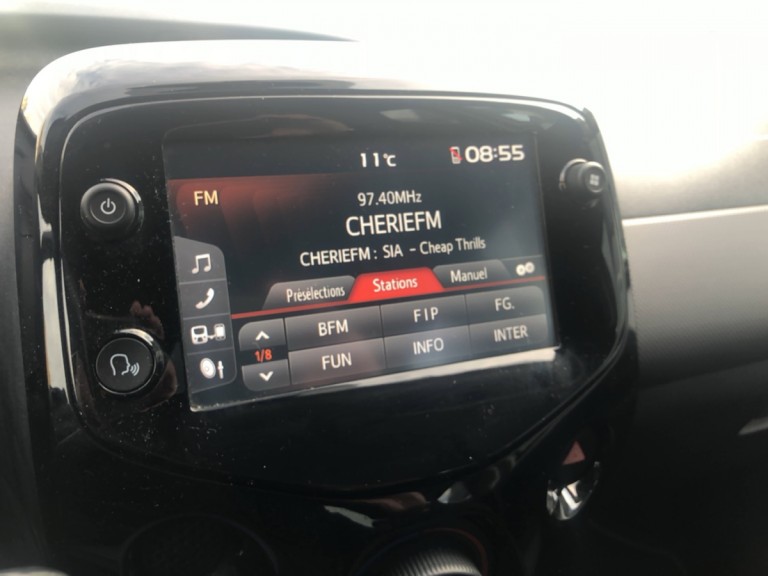 11°C 08:55
FM
97.40MHz
CHERIEFM
CHERIEFM : SIA - Cheap Thrills
Présélections Stations Manuel
BFM FIP FG.
1/8
FUN INFO INTER